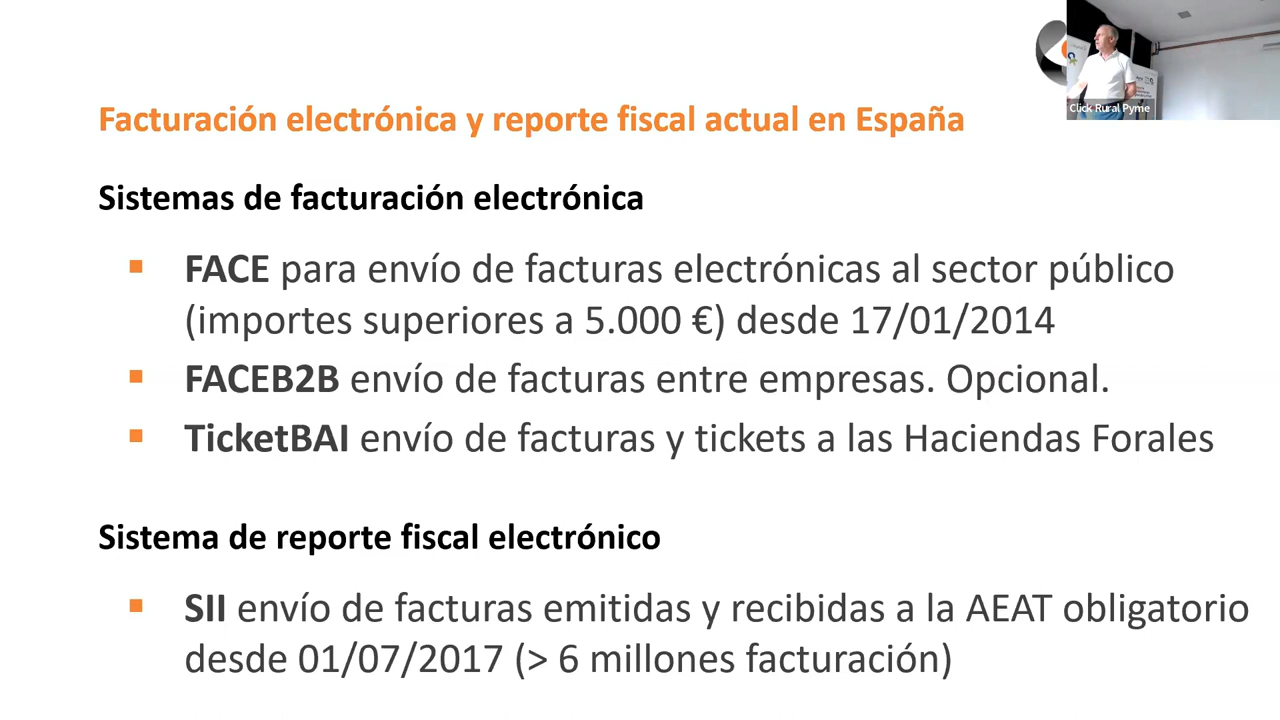 Facturación electrónica y reporte fiscal actual en España
Click Rural Pyme
Sistemas de facturación electrónica
FACE para envío de facturas electrónicas al sector público
(importes superiores a 5.000 €) desde 17/01/2014
FACEB2B envío de facturas entre empresas. Opcional.
TicketBAI envío de facturas y tickets a las Haciendas Forales
Sistema de reporte fiscal electrónico
SII envío de facturas emitidas y recibidas a la AEAT obligatorio
desde 01/07/2017 (> 6 millones facturación)